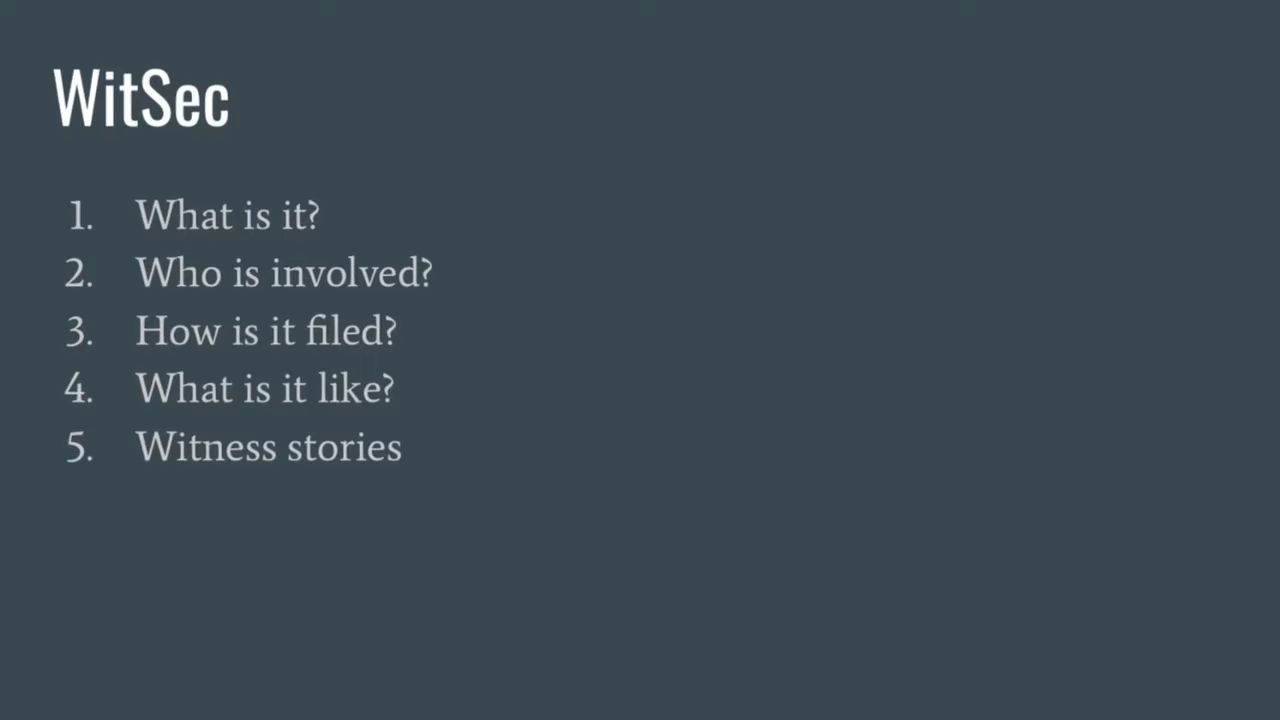 WitSec
1. What is it?
2. Who is involved?
3. How is it filed?
4. What is it like?
5. Witness stories